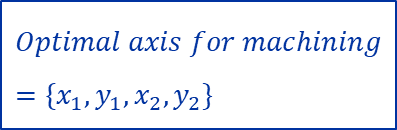 Optimal axis for machining
= {x₁, y₁, x₂, y₂}